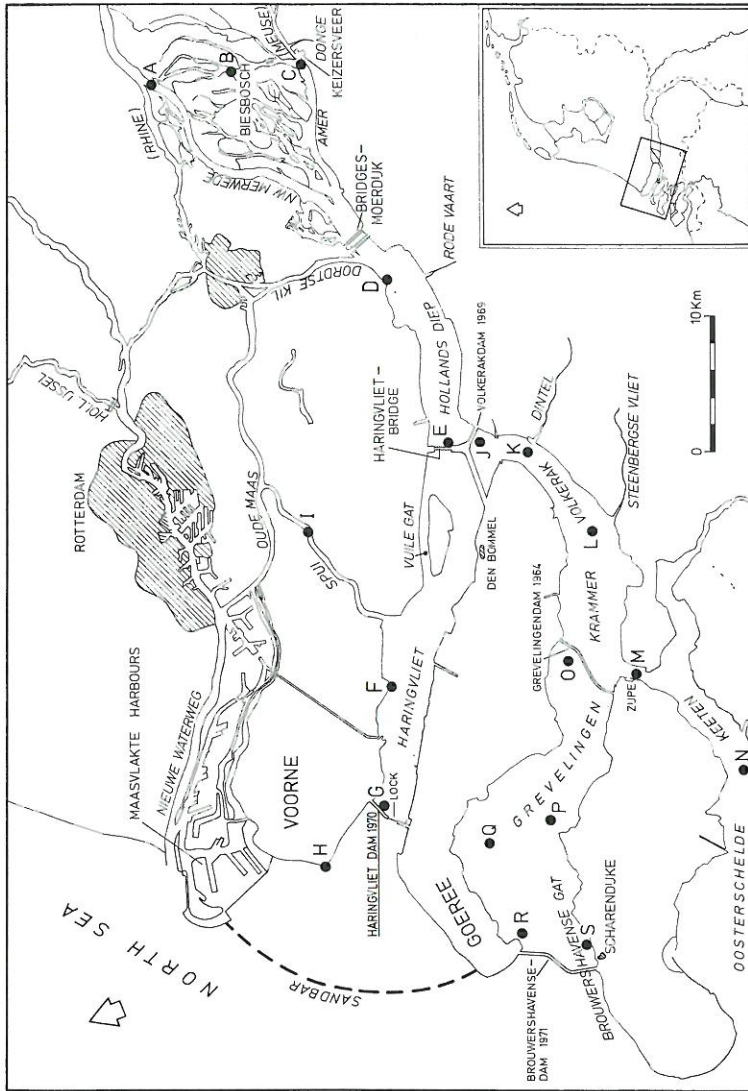 NORTH SEA
SANDBAR
MAASVLAKTE HARBOURS
NIEUWE WATERWEG
ROTTERDAM
HOLL IJSSEL
(RHINE)
A
B
BIESBOSCH
C
(MEUSE)
DONGE
KEIZERSVEER
AMER
NW MERWEDE
BRIDGES-
MOERDIJK
DORDTSE KIL
D
RODE VAART
HOLLANDS DIEP
OUDE MAAS
SPUI
I
VOORNE
H
G
LOCK
HARINGVLIET DAM 1970
F
HARINGVLIET
VUILE GAT
HARINGVLIET-
BRIDGE
E
VOLKERAKDAM 1969
J
K
DINTEL
VOLKERAK
DEN BOMMEL
L
STEENBERGSE VLIET
KRAMMER
GREVELINGENDAM 1964
O
M
ZIJPE
KEETEN
N
GREVELINGEN
P
Q
GOEREE
R
S
SCHARENDIJKE
BROUWERSHAVENSE GAT
BROUWERSHAVENSE-
DAM 1971
OOSTERSCHELDE
0 10 Km